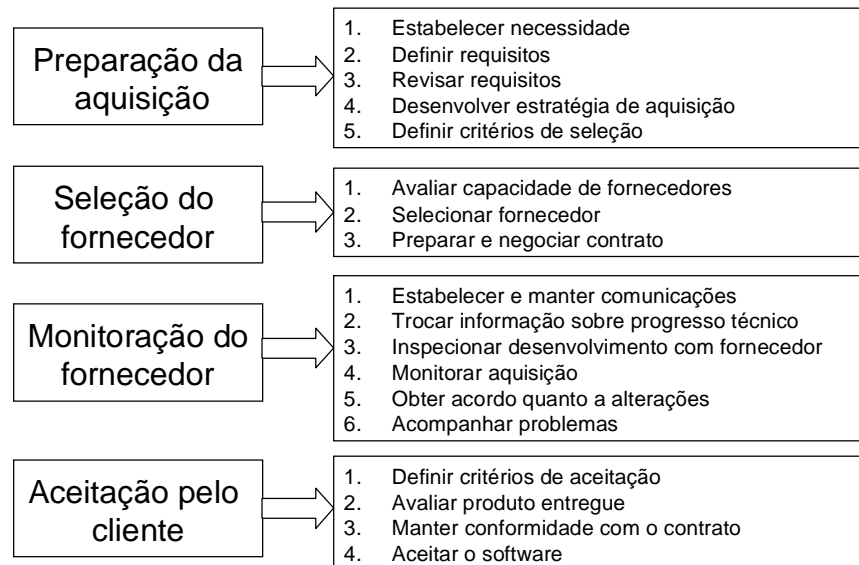 Preparação da
aquisição
1. Estabelecer necessidade
2. Definir requisitos
3. Revisar requisitos
4. Desenvolver estratégia de aquisição
5. Definir critérios de seleção
Seleção do
fornecedor
1. Avaliar capacidade de fornecedores
2. Selecionar fornecedor
3. Preparar e negociar contrato
Monitoração do
fornecedor
1. Estabelecer e manter comunicações
2. Trocar informação sobre progresso técnico
3. Inspecionar desenvolvimento com fornecedor
4. Monitorar aquisição
5. Obter acordo quanto a alterações
6. Acompanhar problemas
Aceitação pelo
cliente
1. Definir critérios de aceitação
2. Avaliar produto entregue
3. Manter conformidade com o contrato
4. Aceitar o software